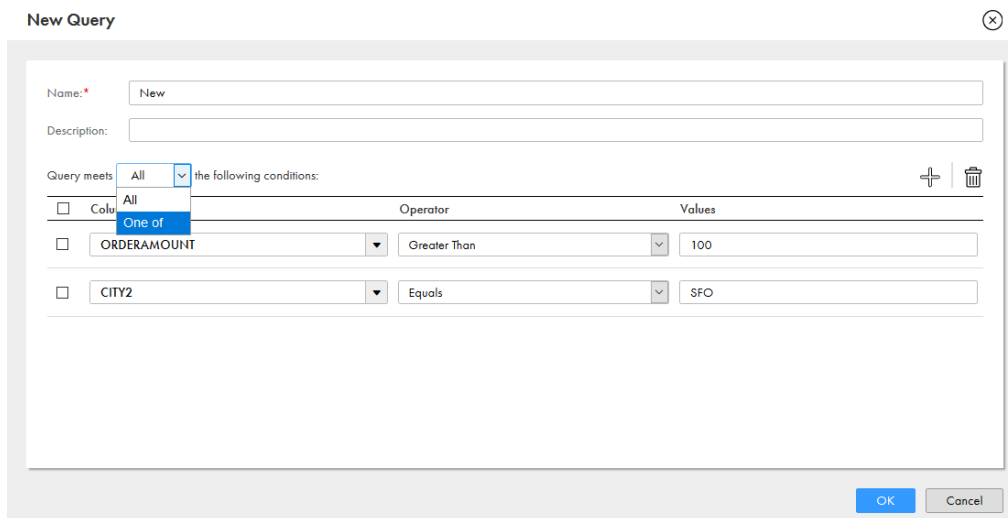 New Query
Name:* New
Description:
Query meets All the following conditions:
All
One of
Colu Operator Values
ORDERAMOUNT Greater Than 100
CITY2 Equals SFO
OK Cancel